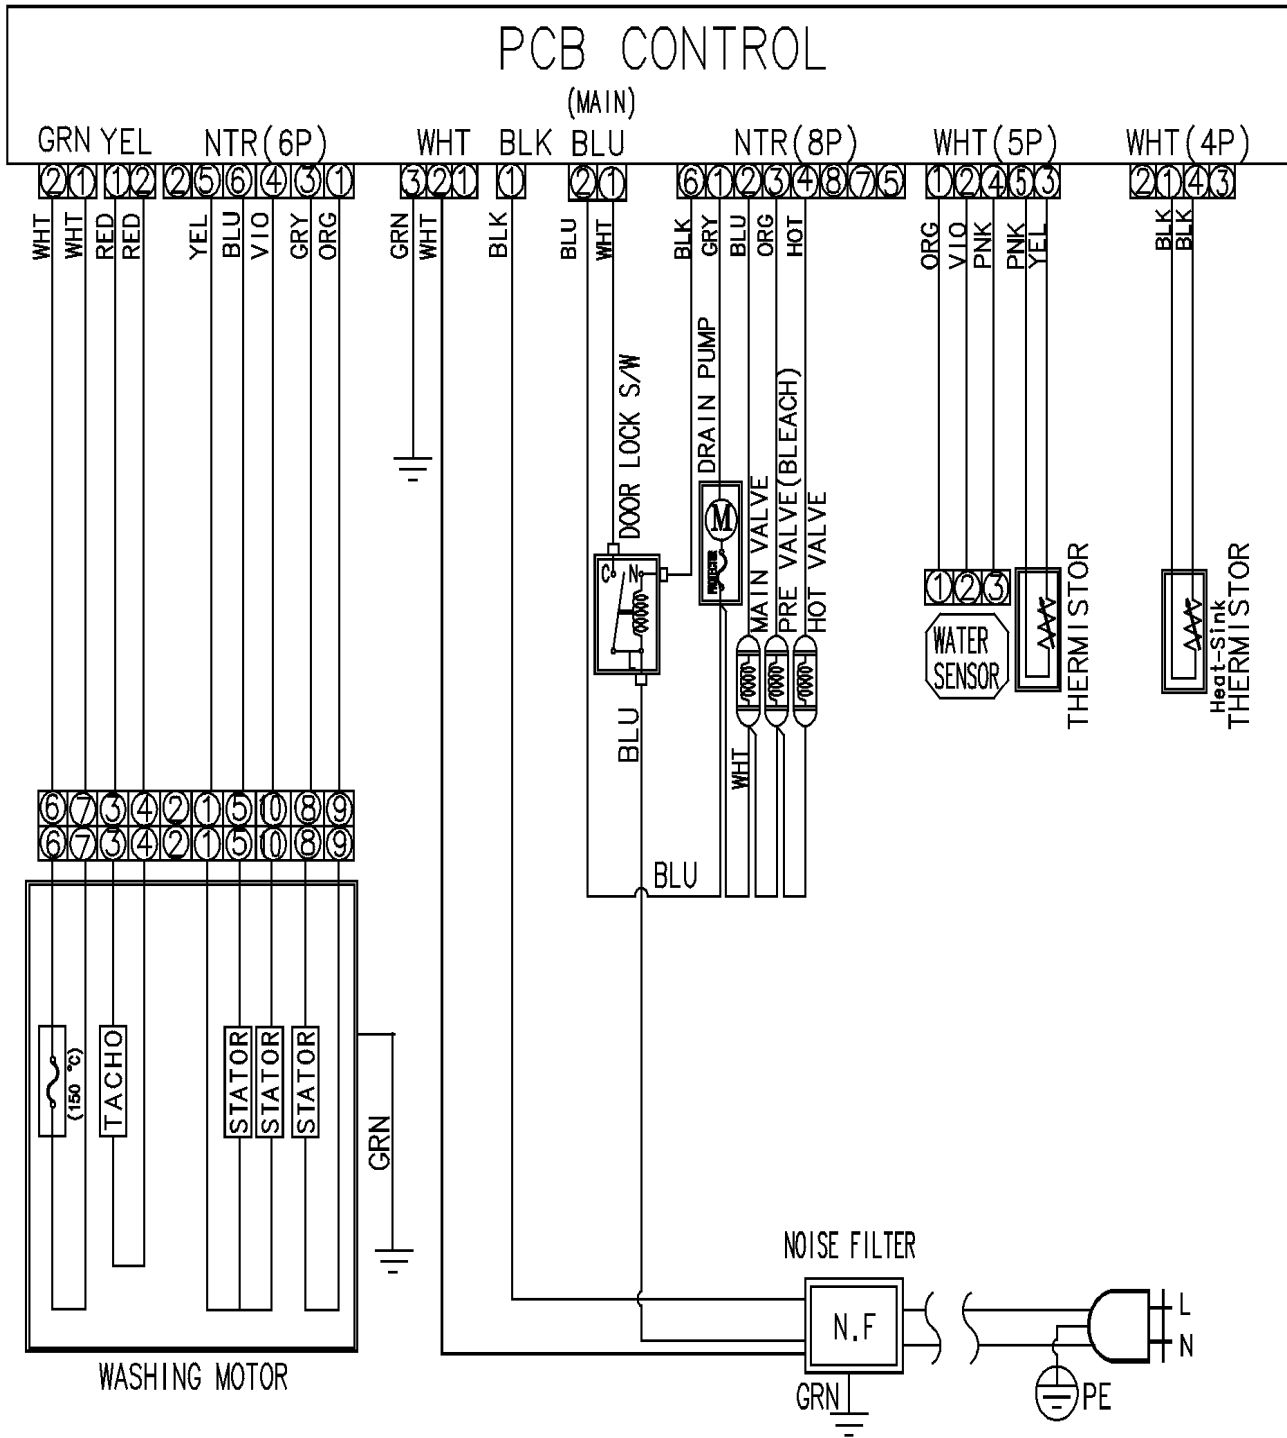 PCB CONTROL
(MAIN)
GRN YEL NTR(6P) WHT BLK BLU NTR(8P) WHT(5P) WHT(4P)
2 1 1 2 2 5 6 4 3 1 3 2 1 1 2 1 6 1 2 3 4 8 7 5 1 2 4 5 3 2 1 4 3
WHT
WHT
RED
RED
YEL
BLU
VIO
GRY
ORG
GRN
WHT
BLK
BLU
WHT
BLK
GRY
BLU
ORG
HOT
ORG
VIO
PNK
PNK
YEL
BLK
BLK
DOOR LOCK S/W
DRAIN PUMP
MAIN VALVE
PRE VALVE(BLEACH)
HOT VALVE
M
PROTECTER
C N
L
1 2 3
WATER
SENSOR
THERMISTOR
Heat-Sink
THERMISTOR
BLU
WHT
6 7 3 4 2 1 5 10 8 9
6 7 3 4 2 1 5 10 8 9
BLU
(150 °C)
TACHO
STATOR
STATOR
STATOR
GRN
WASHING MOTOR
NOISE FILTER
N.F
GRN
L
N
PE